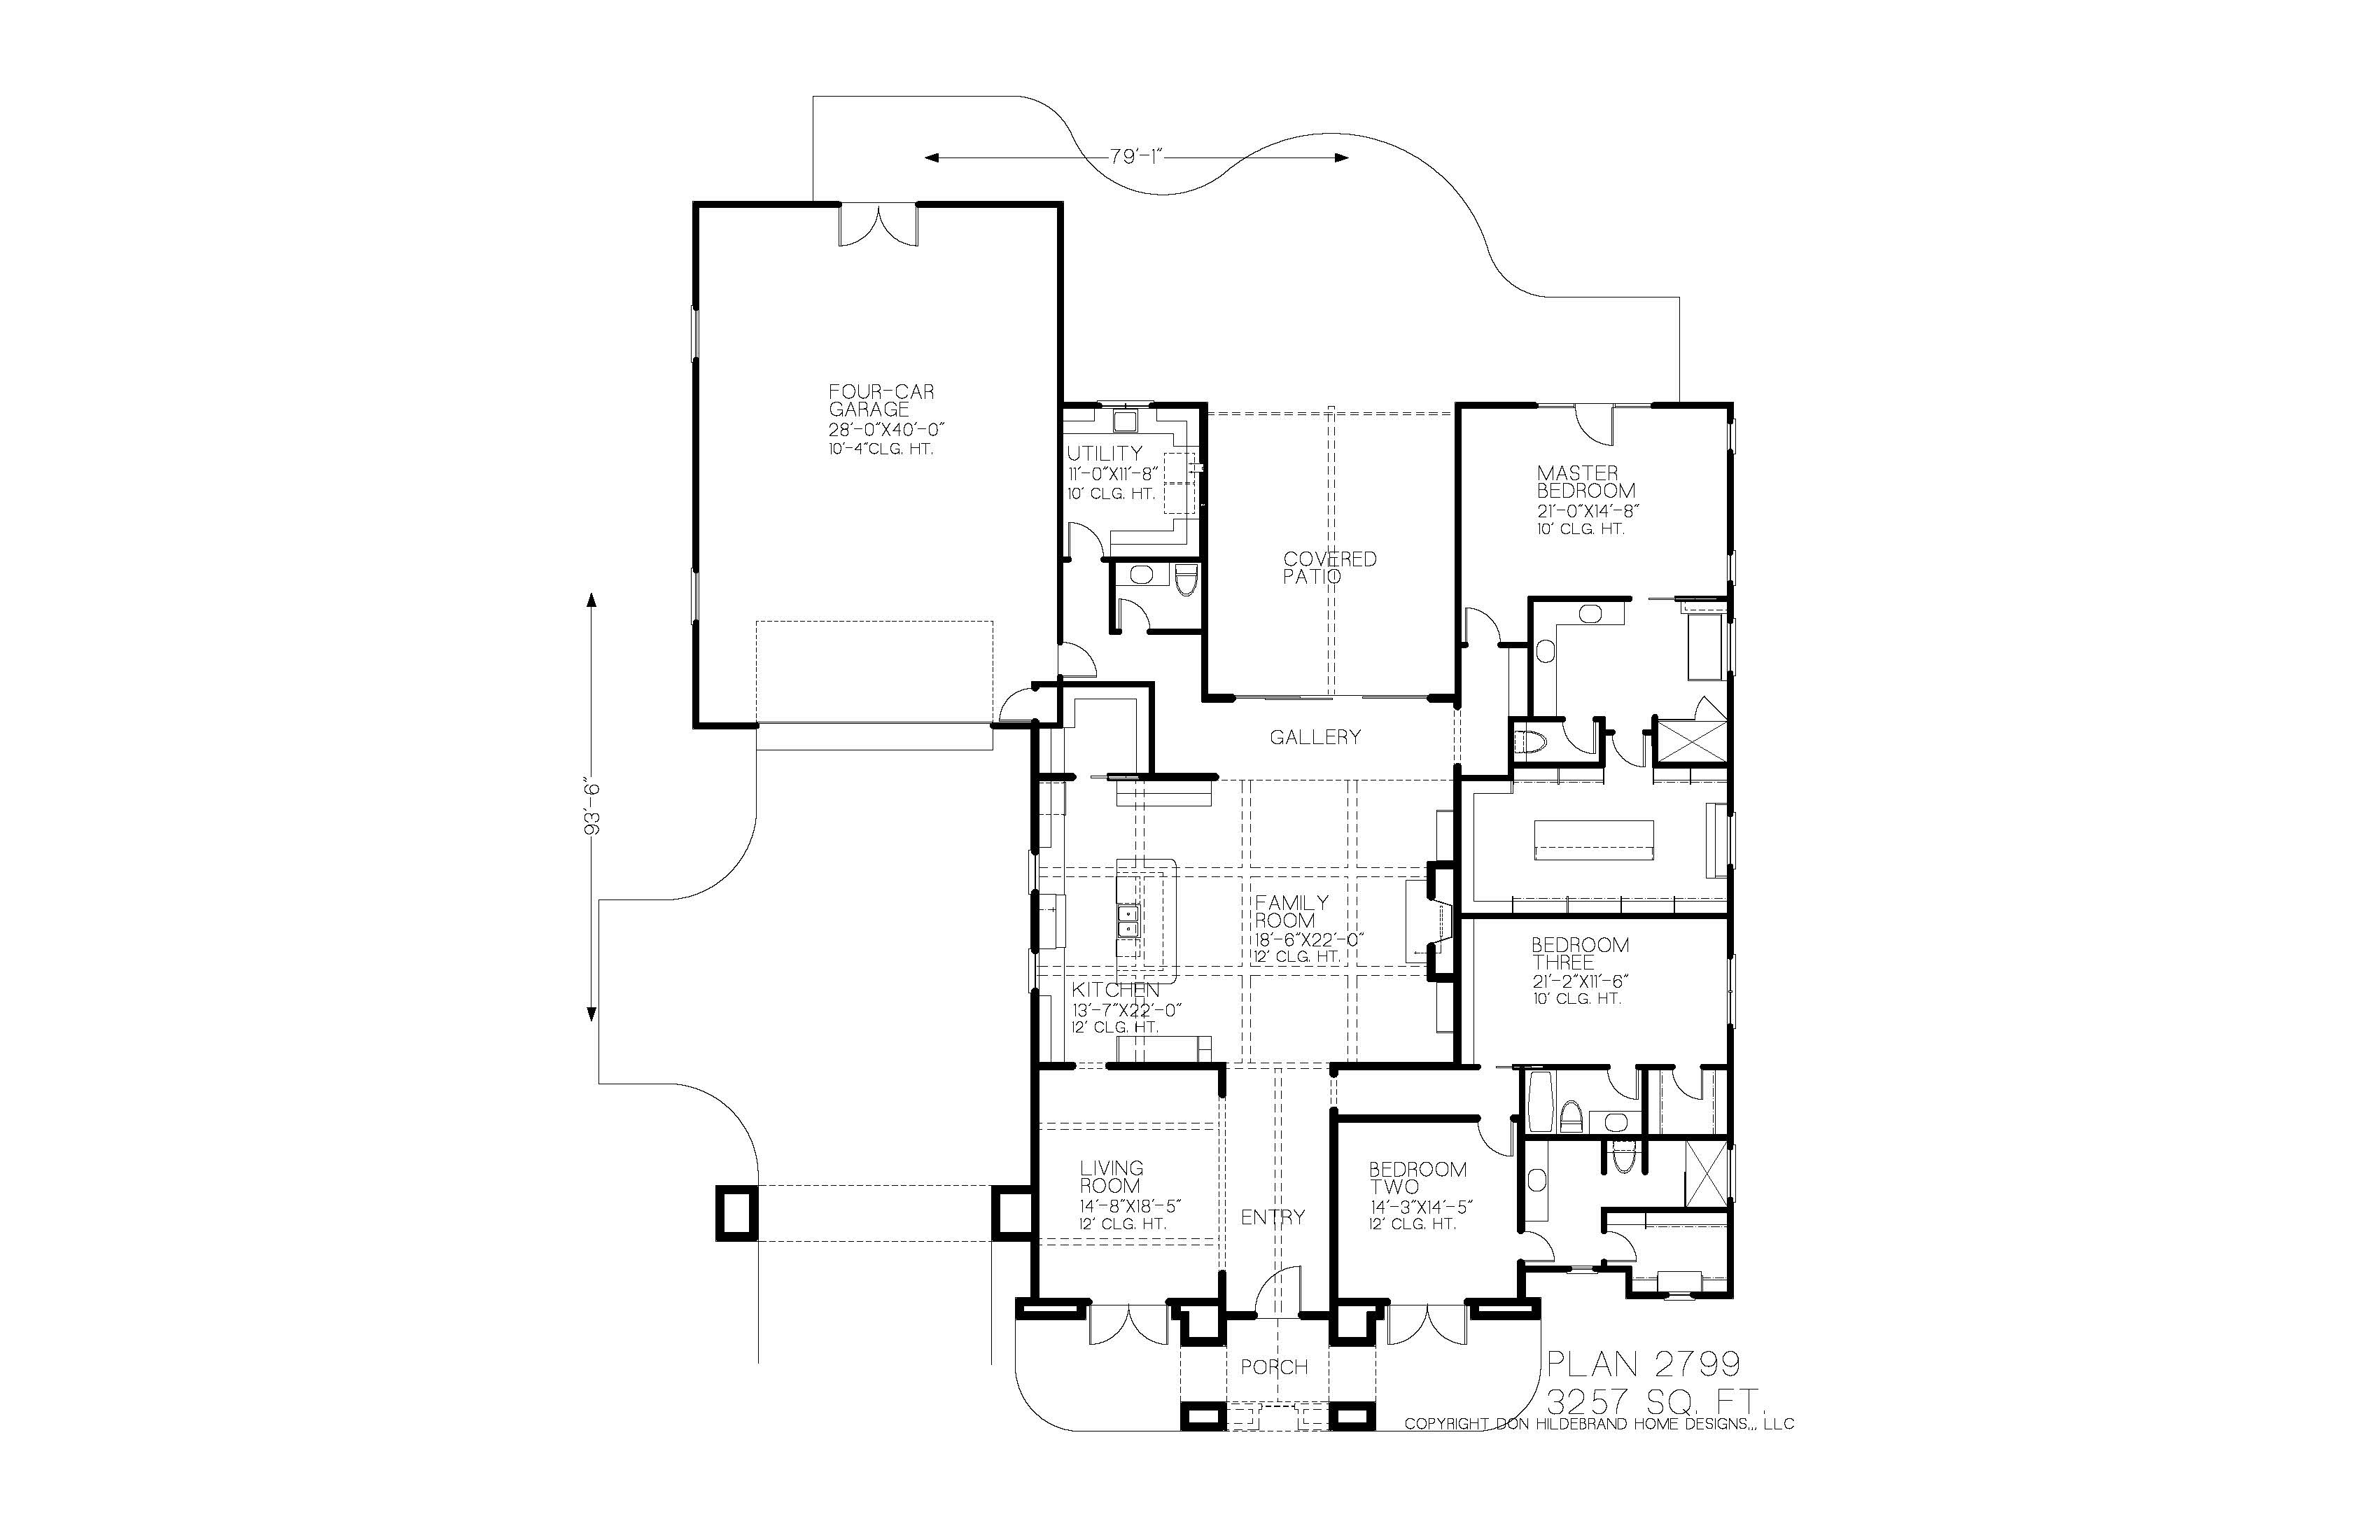 79'-1"
FOUR-CAR
GARAGE
28'-0"X40'-0"
10'-4"CLG. HT.
UTILITY
11'-0"X11'-8"
10' CLG. HT.
MASTER
BEDROOM
21'-0"X14'-8"
10' CLG. HT.
COVERED
PATIO
GALLERY
93'-6"
FAMILY
ROOM
18'-6"X22'-0"
12' CLG. HT.
BEDROOM
THREE
21'-2"X11'-6"
10' CLG. HT.
KITCHEN
13'-7"X22'-0"
12' CLG. HT.
LIVING
ROOM
14'-8"X18'-5"
12' CLG. HT.
ENTRY
BEDROOM
TWO
14'-3"X14'-5"
12' CLG. HT.
PORCH
PLAN 2799
3257 SQ. FT.
COPYRIGHT DON HILDEBRAND HOME DESIGNS,,, LLC